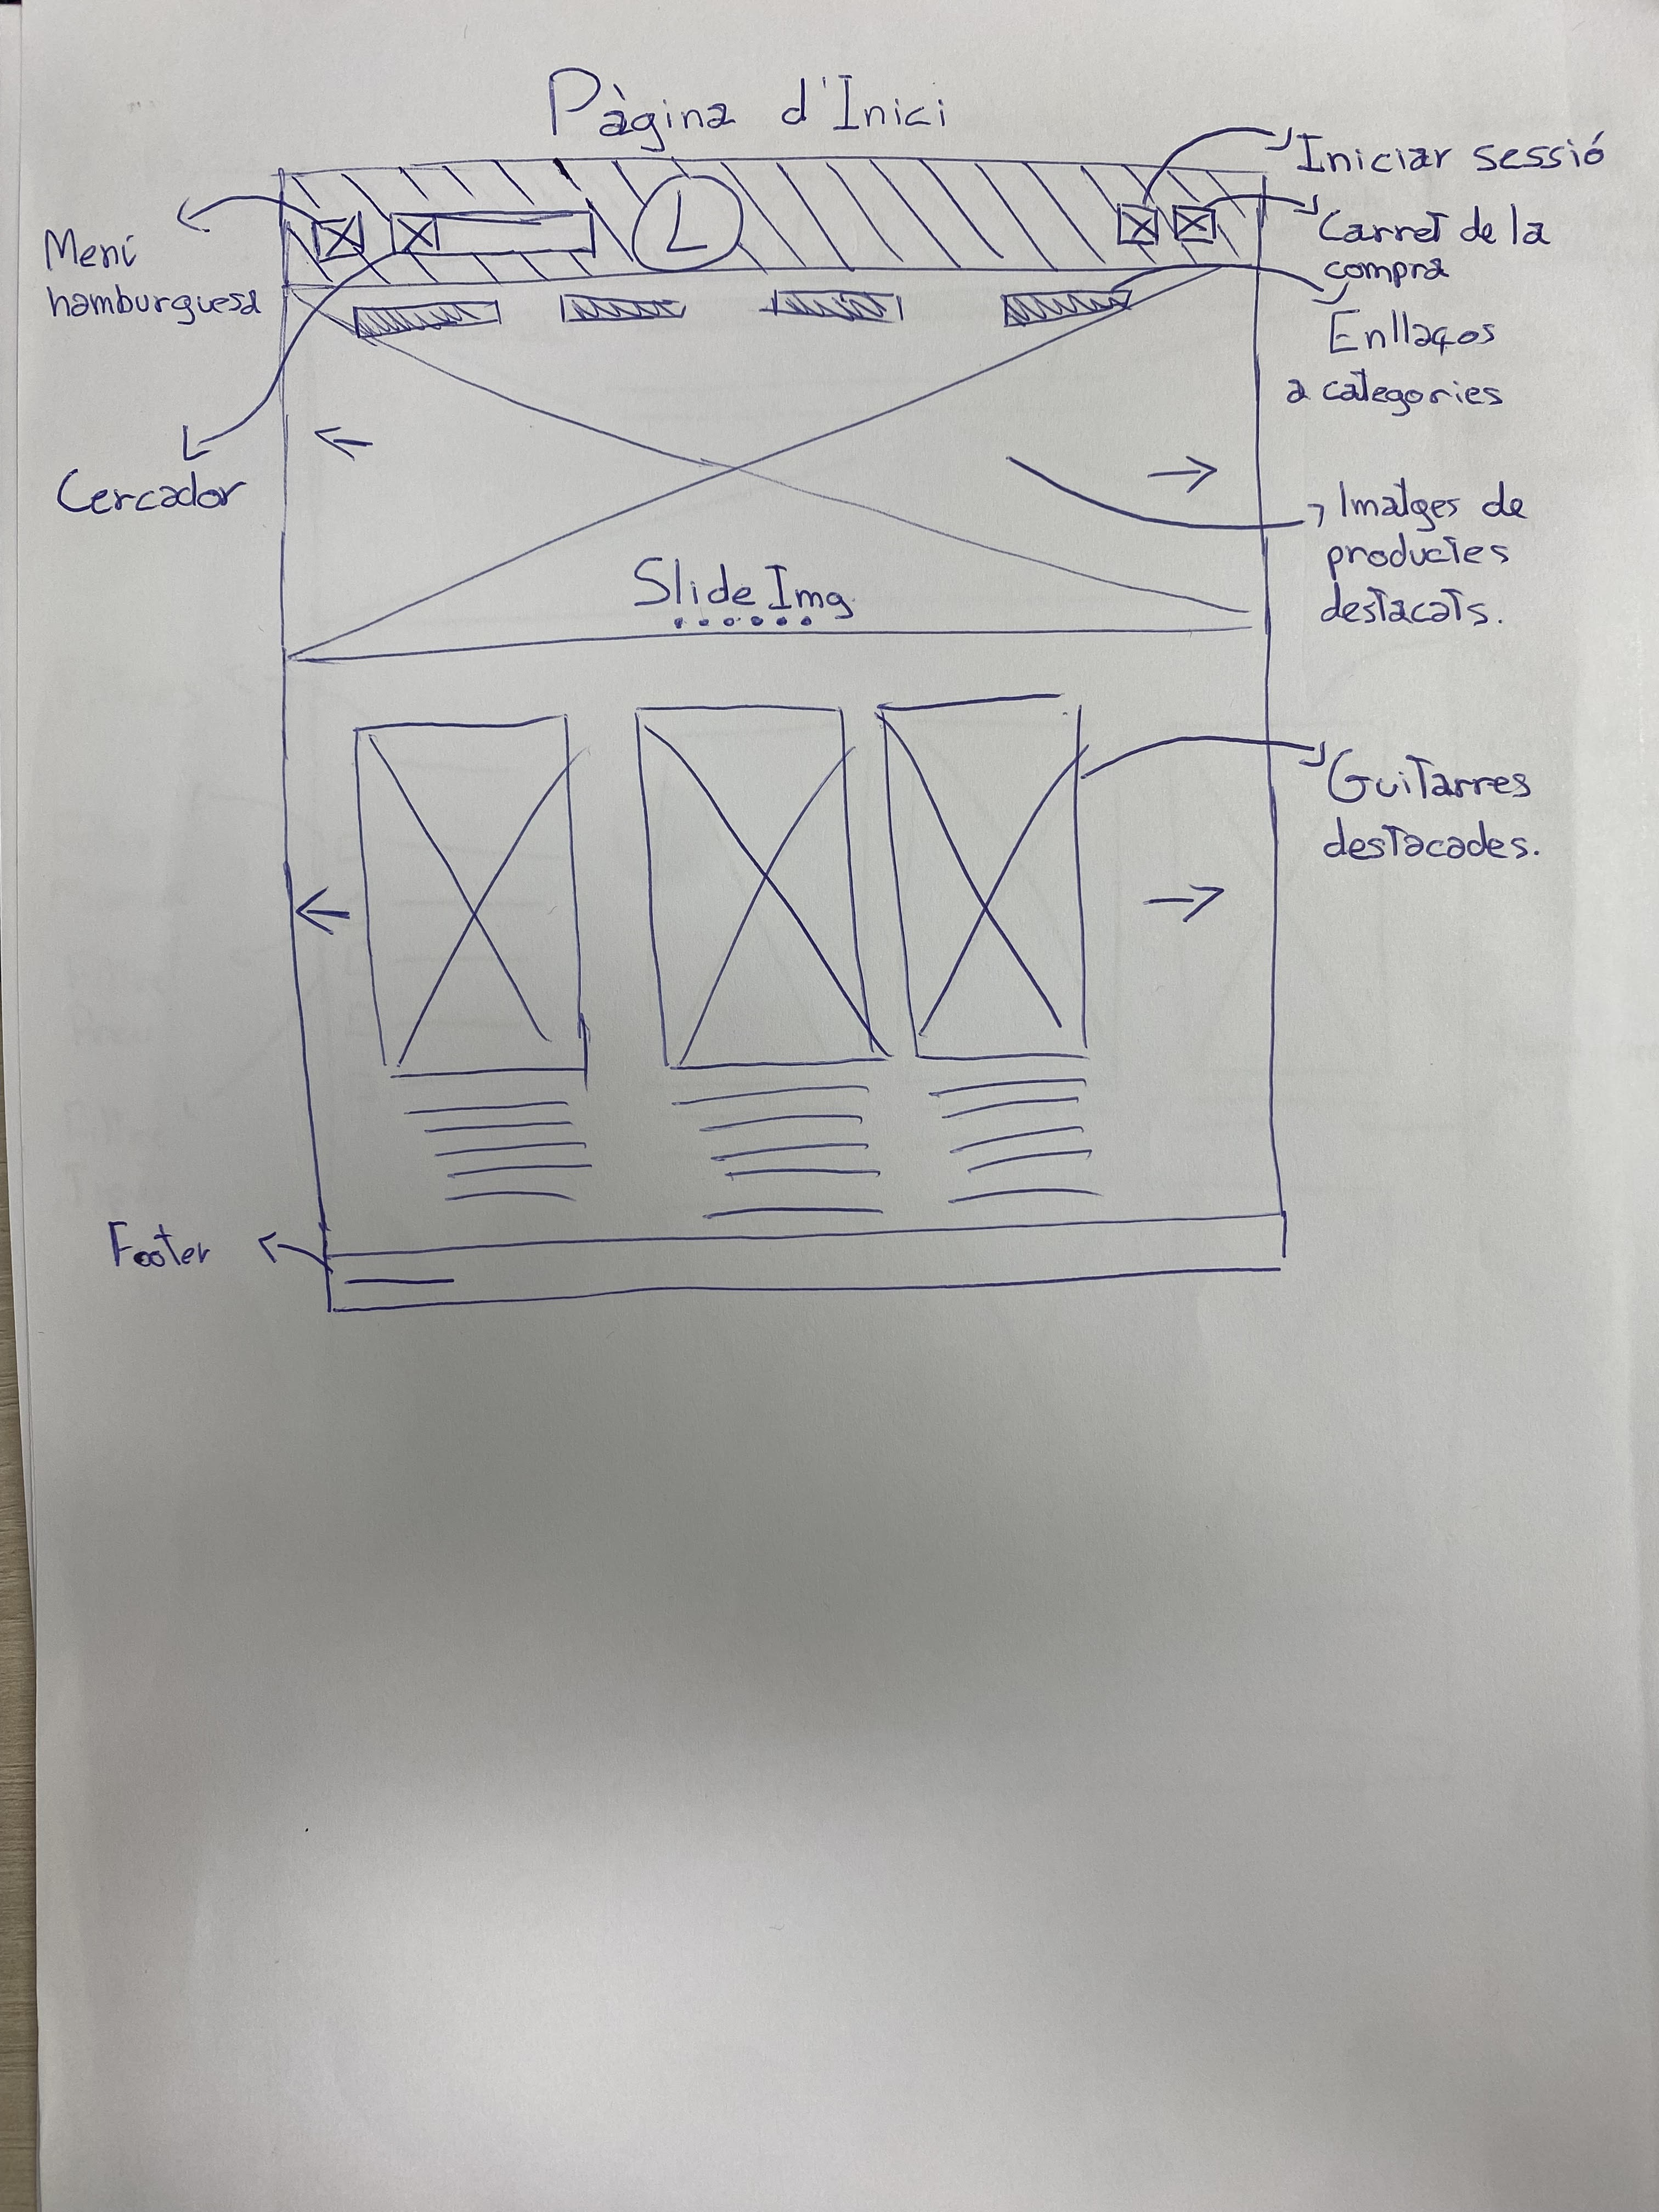 Pàgina d'Inici
Iniciar sessió
Carret de la
compra
Menú
hamburguesa
L
Enllaços
a categories
Cercador
Imatges de
productes
destacats.
Slide Img.
Guitarres
destacades.
Footer